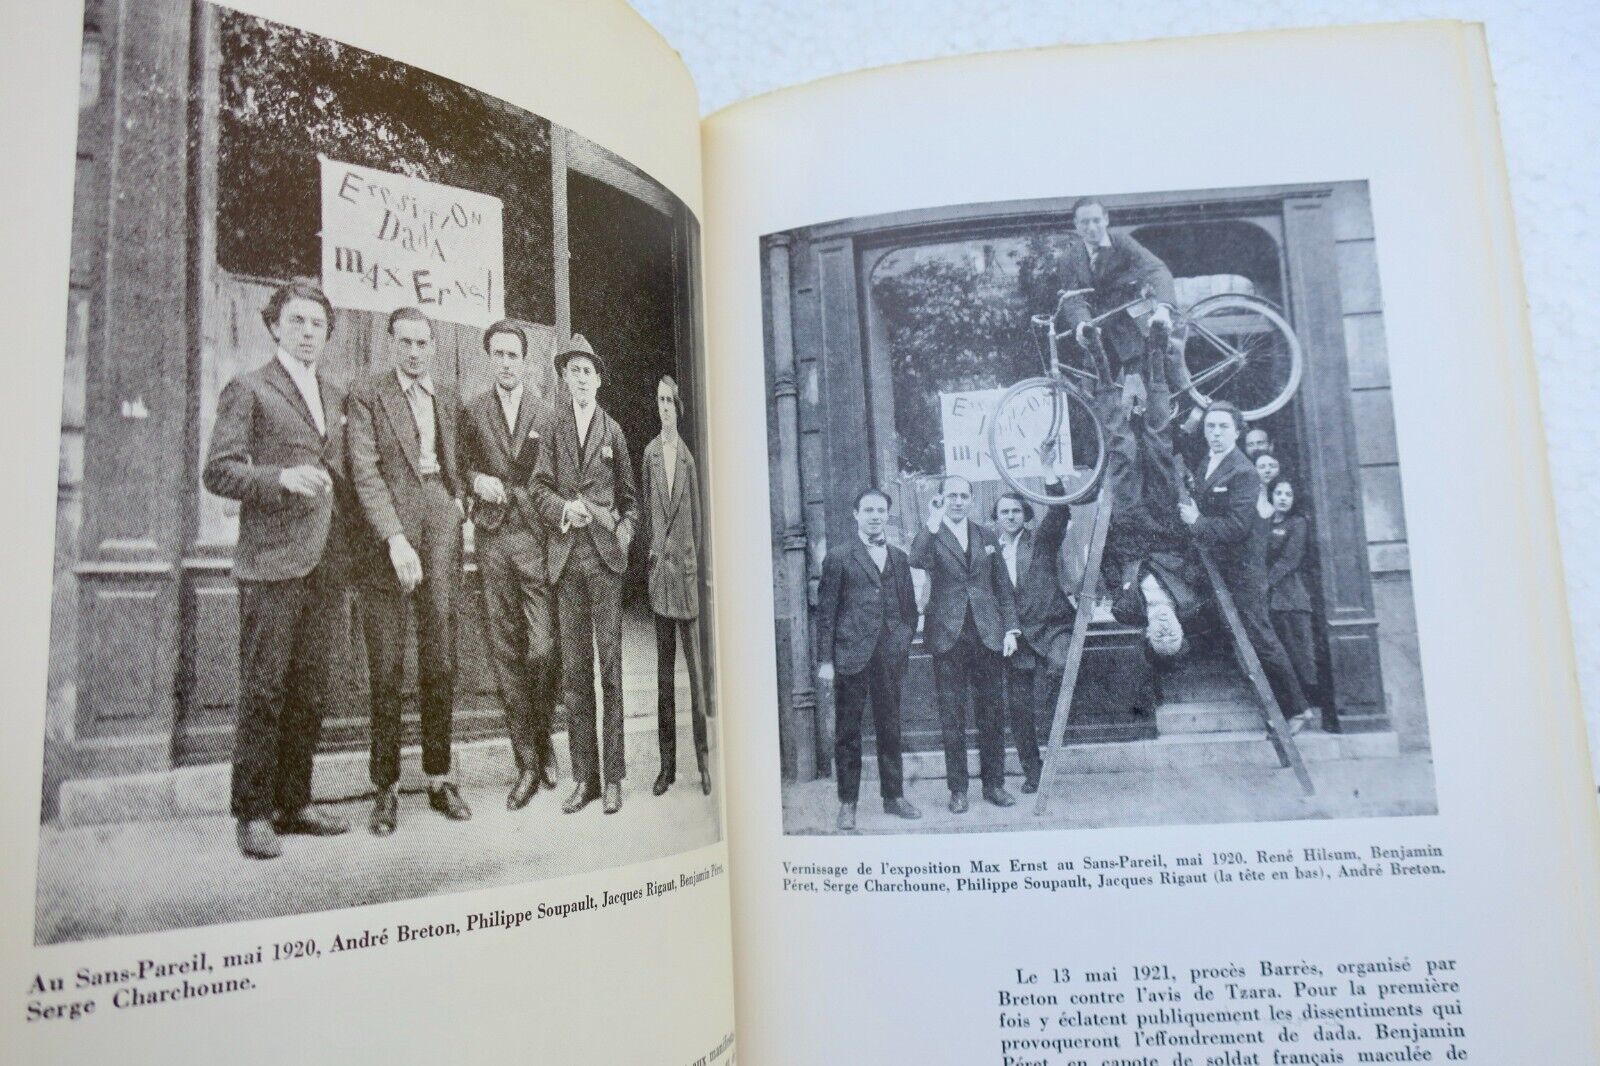 Exposition
Dada
max Ernst
Au Sans-Pareil, mai 1920, André Breton, Philippe Soupault, Jacques Rigaut, Benjamin Péret,
Serge Charchoune.
aux manifesta
Vernissage de l'exposition Max Ernst au Sans-Pareil, mai 1920. René Hilsum, Benjamin
Péret, Serge Charchoune, Philippe Soupault, Jacques Rigaut (la tête en bas), André Breton.
Le 13 mai 1921, procès Barrès, organisé par
Breton contre l'avis de Tzara. Pour la première
fois y éclatent publiquement les dissentiments qui
provoqueront l'effondrement de dada. Benjamin
Péret, en capote de soldat français maculée de